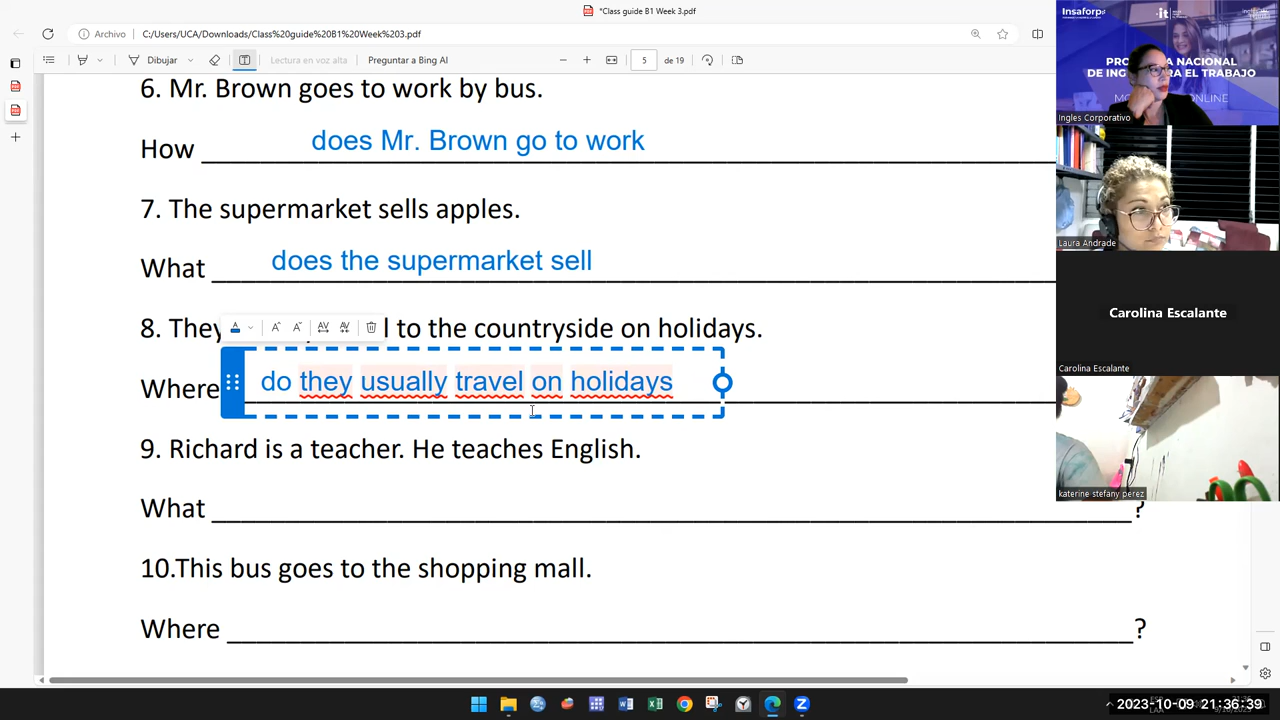 *Class guide B1 Week 3.pdf
Archivo
C:/Users/UCA/Downloads/Class%20guide%20B1%20Week%203.pdf
Dibujar
Lectura en voz alta
Preguntar a Bing AI
5
de 19
6. Mr. Brown goes to work by bus.
does Mr. Brown go to work
How
7. The supermarket sells apples.
does the supermarket sell
What
8. They
l to the countryside on holidays.
do they usually travel on holidays
Where
9. Richard is a teacher. He teaches English.
What ?
10.This bus goes to the shopping mall.
Where ?
Insaforp
Ingles Corporativo
Laura Andrade
Carolina Escalante
Carolina Escalante
katerine stefany perez
2023-10-09 21:36:39